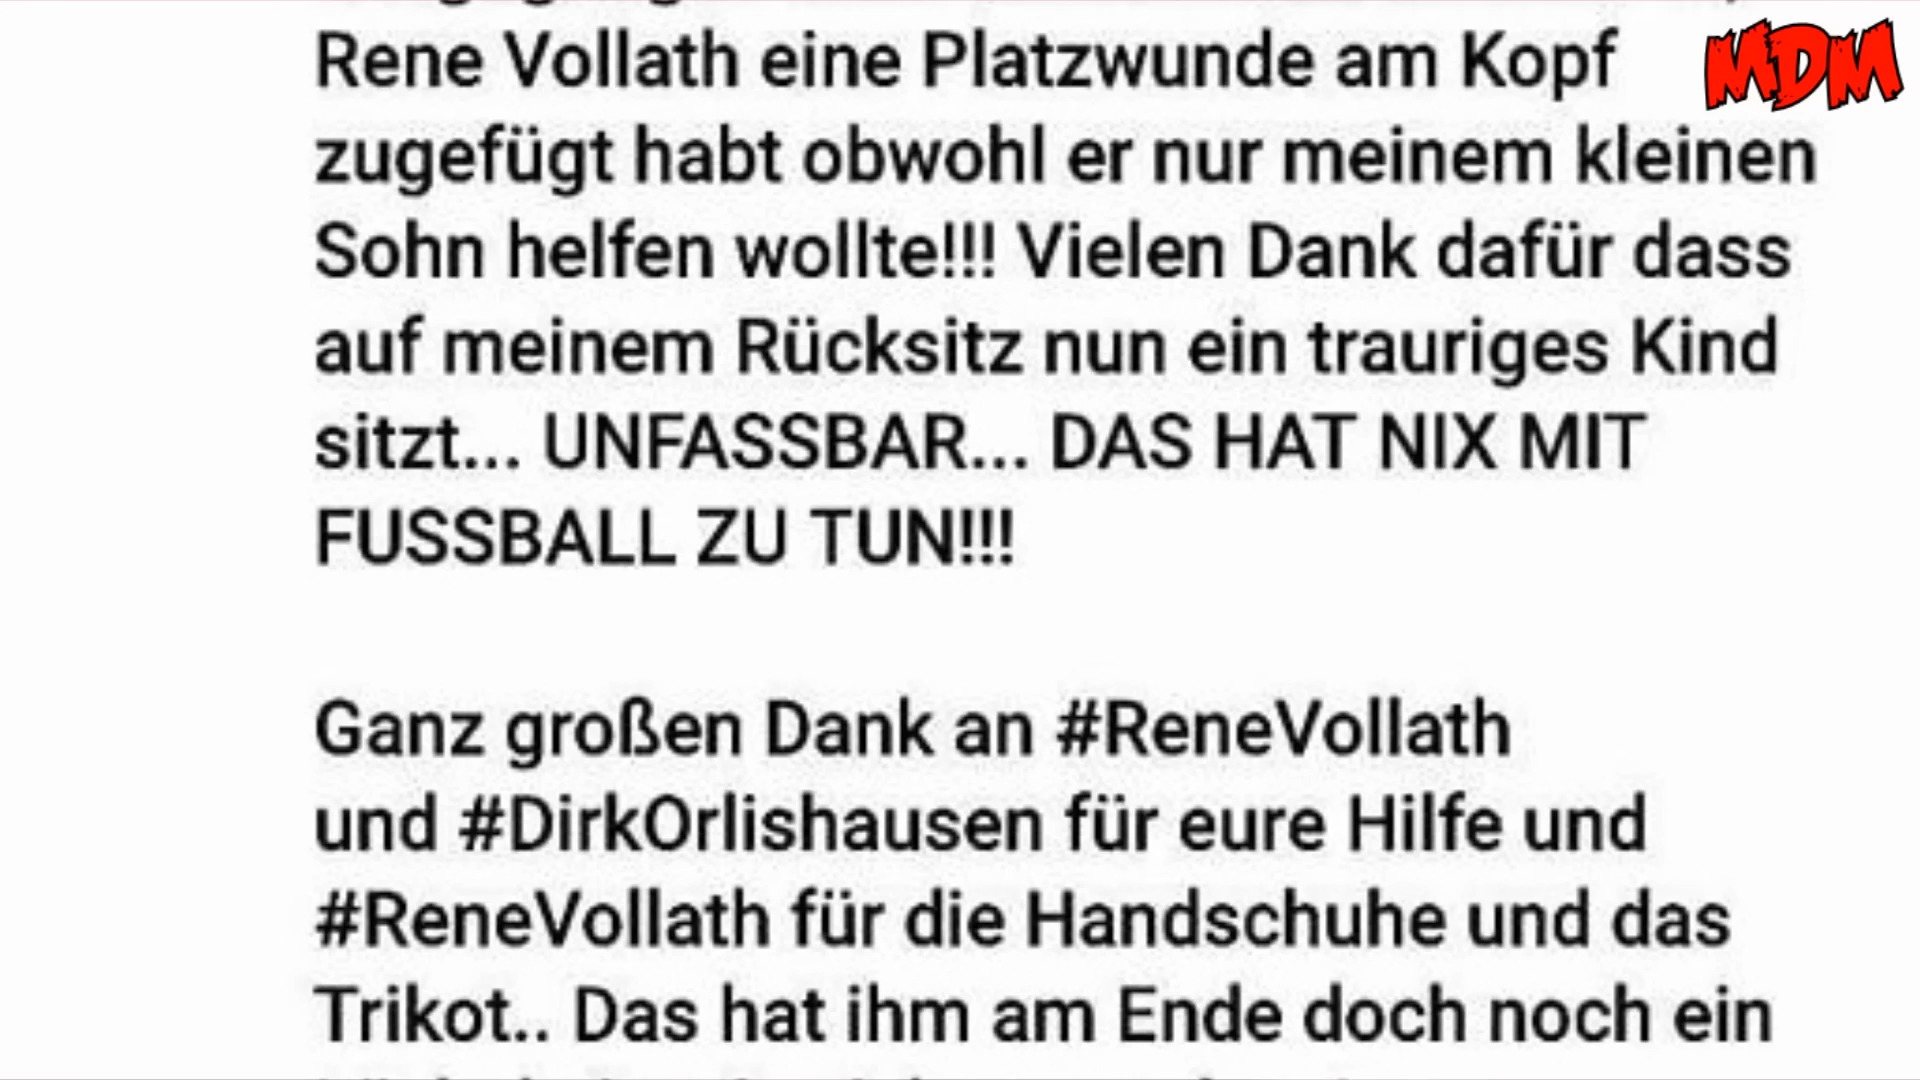 Rene Vollath eine Platzwunde am Kopf
MDM
zugefügt habt obwohl er nur meinem kleinen
Sohn helfen wollte!!! Vielen Dank dafür dass
auf meinem Rücksitz nun ein trauriges Kind
sitzt... UNFASSBAR... DAS HAT NIX MIT
FUSSBALL ZU TUN!!!
Ganz großen Dank an #ReneVollath
und #DirkOrlishausen für eure Hilfe und
#ReneVollath für die Handschuhe und das
Trikot.. Das hat ihm am Ende doch noch ein